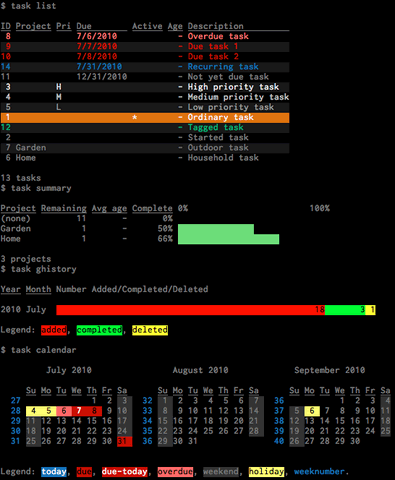 $ task list
ID Project Pri Due Active Age Description
8 7/6/2010 - Overdue task
9 7/7/2010 - Due task 1
10 7/8/2010 - Due task 2
14 7/31/2010 - Recurring task
11 12/31/2010 - Not yet due task
3 H - High priority task
4 M - Medium priority task
5 L - Low priority task
1 * - Ordinary task
12 - Tagged task
2 - Started task
7 Garden - Outdoor task
6 Home - Household task
13 tasks
$ task summary
Project Remaining Avg age Complete 0% 100%
(none) 11 - 0%
Garden 1 - 50%
Home 1 - 66%
3 projects
$ task ghistory
Year Month Number Added/Completed/Deleted
2010 July 18 3 1
Legend: added, completed, deleted
$ task calendar
July 2010 August 2010 September 2010
Su Mo Tu We Th Fr Sa Su Mo Tu We Th Fr Sa Su Mo Tu We Th Fr Sa
27 1 2 3 32 1 2 3 4 5 6 7 36 1 2 3 4
28 4 5 6 7 8 9 10 33 8 9 10 11 12 13 14 37 5 6 7 8 9 10 11
29 11 12 13 14 15 16 17 34 15 16 17 18 19 20 21 38 12 13 14 15 16 17 18
30 18 19 20 21 22 23 24 35 22 23 24 25 26 27 28 39 19 20 21 22 23 24 25
31 25 26 27 28 29 30 31 36 29 30 31 40 26 27 28 29 30
Legend: today, due, due-today, overdue, weekend, holiday, weeknumber.